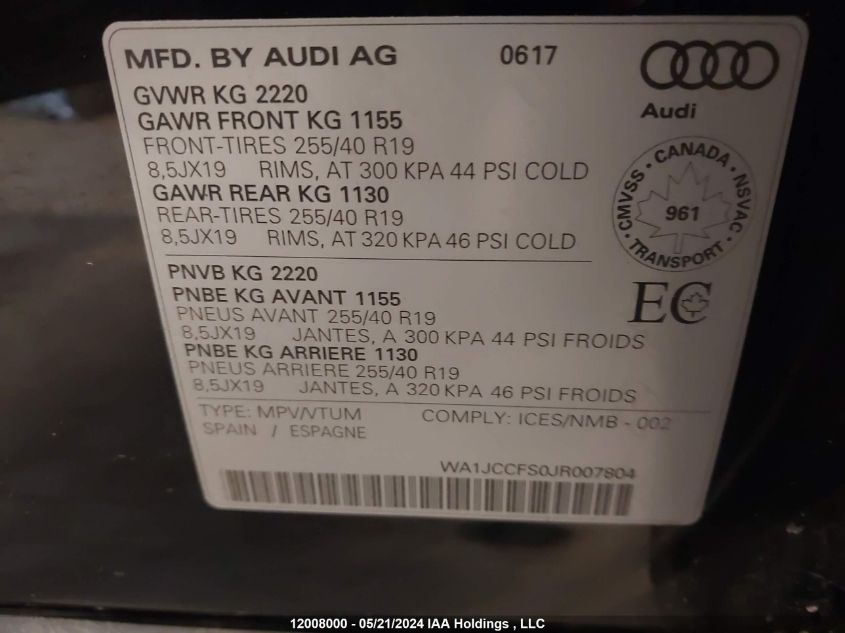 MFD. BY AUDI AG 0617
Audi
GVWR KG 2220
GAWR FRONT KG 1155
FRONT-TIRES 255/40 R19
8,5JX19 RIMS, AT 300 KPA 44 PSI COLD
GAWR REAR KG 1130
REAR-TIRES 255/40 R19
8,5JX19 RIMS, AT 320 KPA 46 PSI COLD
CMVSS • CANADA • NSVAC • TRANSPORT •
961
PNVB KG 2220
PNBE KG AVANT 1155
PNEUS AVANT 255/40 R19
8,5JX19 JANTES, A 300 KPA 44 PSI FROIDS
PNBE KG ARRIERE 1130
PNEUS ARRIERE 255/40 R19
8,5JX19 JANTES, A 320 KPA 46 PSI FROIDS
EC
TYPE: MPV/VTUM COMPLY: ICES/NMB - 002
SPAIN / ESPAGNE
WA1JCCFS0JR007804
12008000 - 05/21/2024 IAA Holdings , LLC